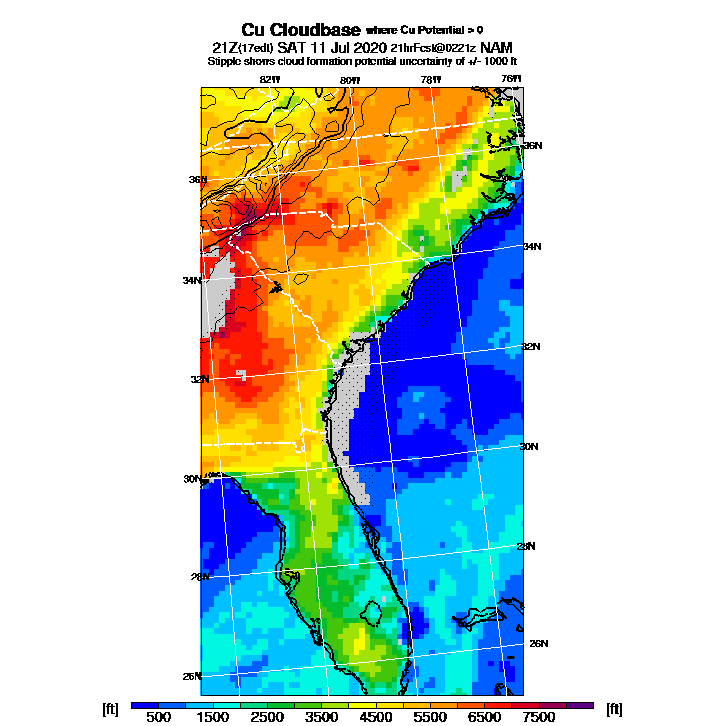 Cu Cloudbase where Cu Potential > 0
21Z(17edt) SAT 11 Jul 2020 21hrFcst@0221z NAM
Stipple shows cloud formation potential uncertainty of +/- 1000 ft
82W 80W 78W 76W
36N
36N
34N
34N
32N
32N
30N
30N
28N
28N
26N
26N
[ft] 500 1500 2500 3500 4500 5500 6500 7500 [ft]